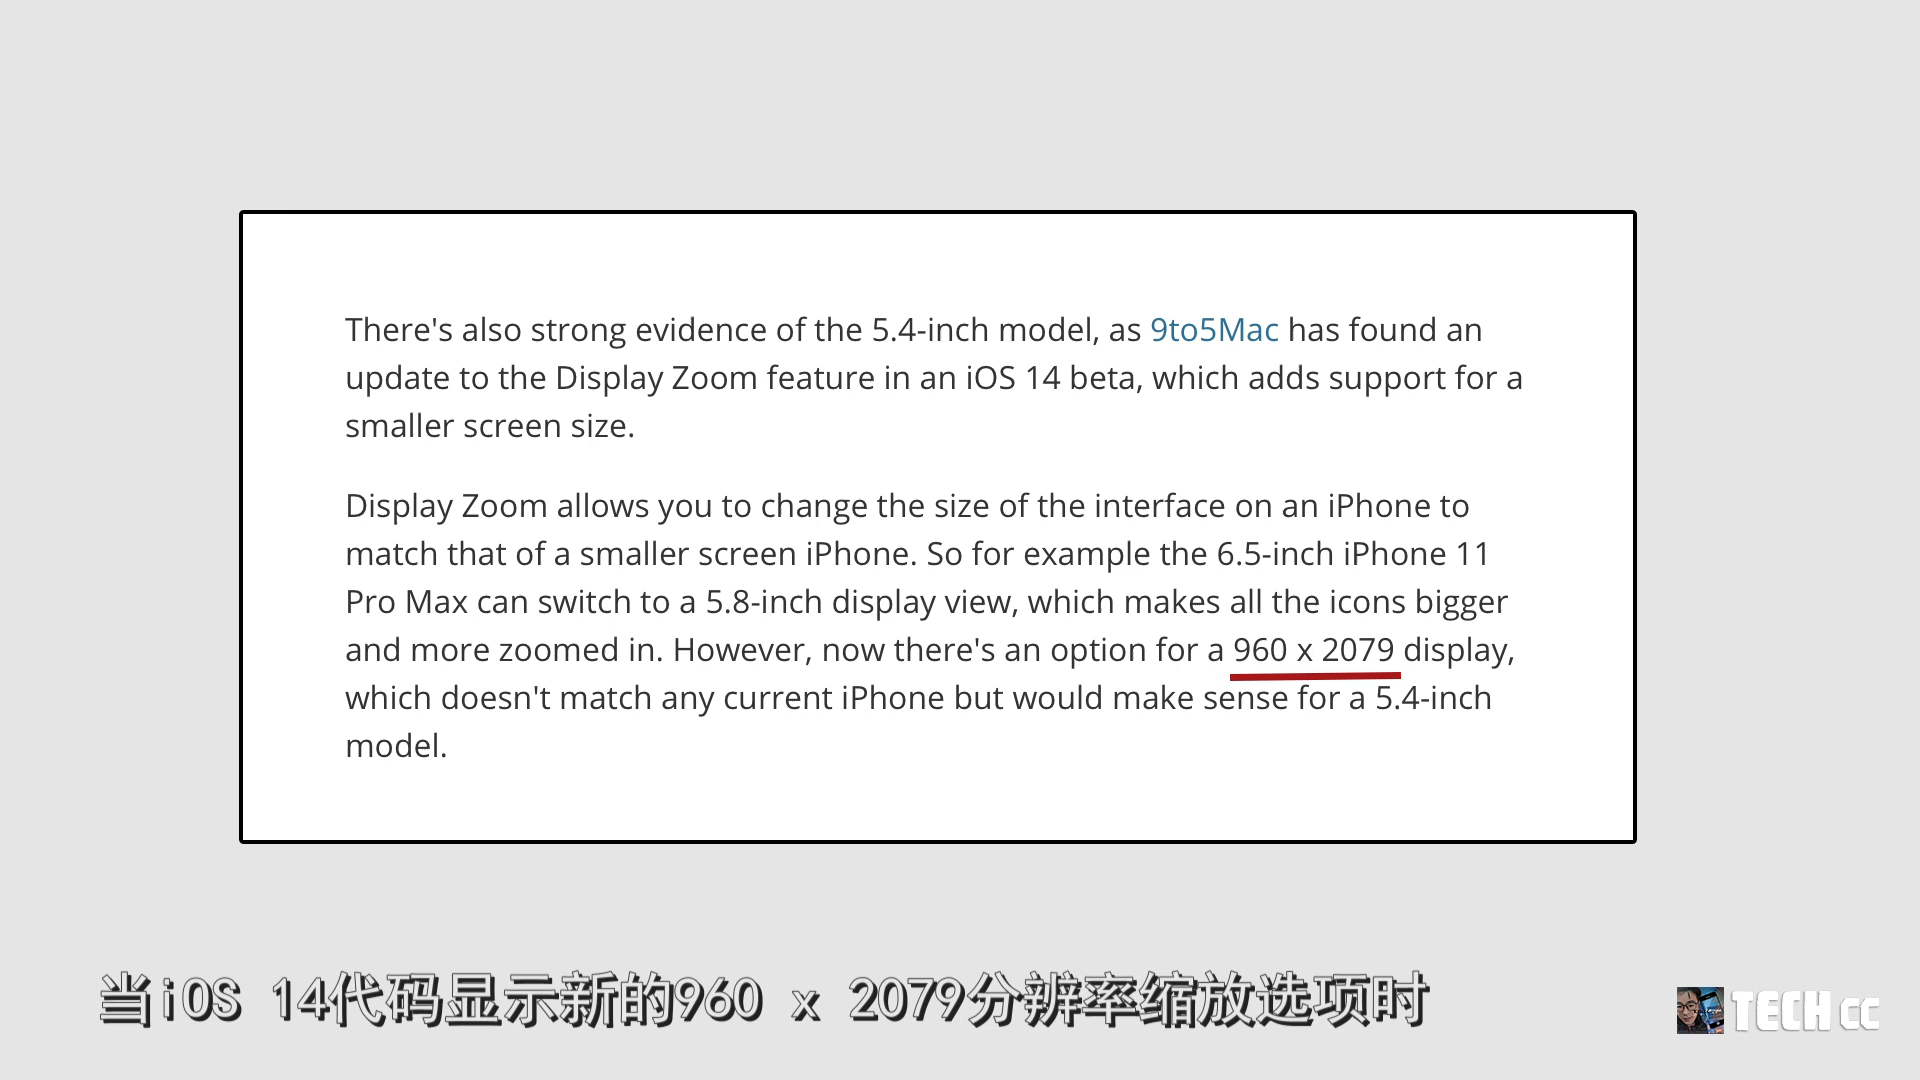 There's also strong evidence of the 5.4-inch model, as 9to5Mac has found an
update to the Display Zoom feature in an iOS 14 beta, which adds support for a
smaller screen size.
Display Zoom allows you to change the size of the interface on an iPhone to
match that of a smaller screen iPhone. So for example the 6.5-inch iPhone 11
Pro Max can switch to a 5.8-inch display view, which makes all the icons bigger
and more zoomed in. However, now there's an option for a 960 x 2079 display,
which doesn't match any current iPhone but would make sense for a 5.4-inch
model.
当iOS 14代码显示新的960 x 2079分辨率缩放选项时
TECH CC